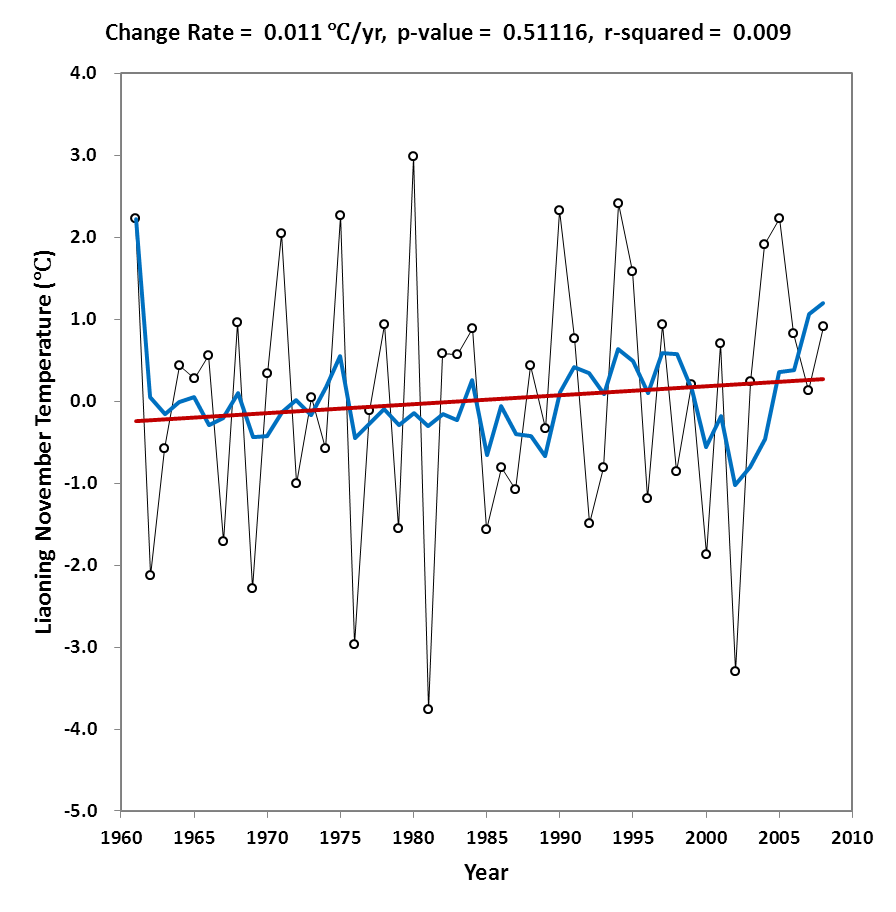 Change Rate = 0.011 ℃/yr, p-value = 0.51116, r-squared = 0.009
4.0
3.0
2.0
1.0
0.0
-1.0
-2.0
-3.0
-4.0
-5.0
Liaoning November Temperature (℃)
1960 1965 1970 1975 1980 1985 1990 1995 2000 2005 2010
Year